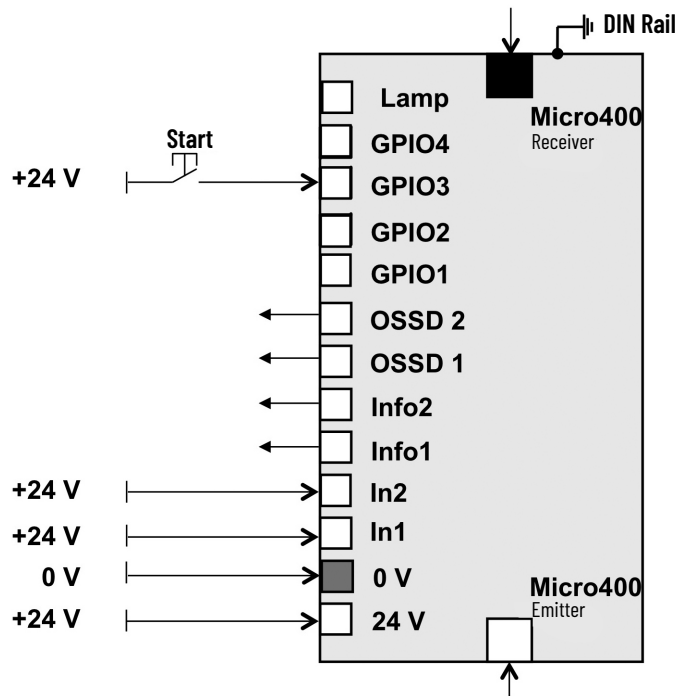 DIN Rail
Lamp
Micro400
Receiver
GPIO4
Start
+24 V
GPIO3
GPIO2
GPIO1
OSSD 2
OSSD 1
Info2
Info1
+24 V
In2
+24 V
In1
0 V
0 V
Micro400
Emitter
+24 V
24 V